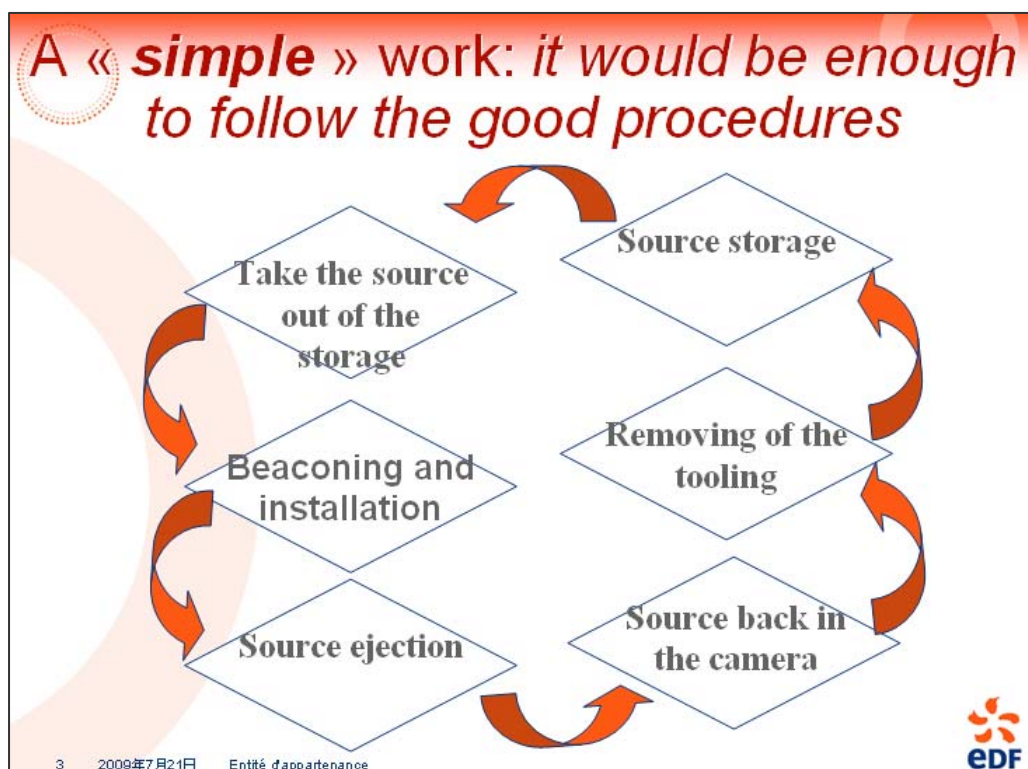 A « simple » work: it would be enough
to follow the good procedures
Take the source
out of the
storage
Source storage
Beaconing and
installation
Removing of the
tooling
Source ejection
Source back in
the camera
3 2009年7月21日 Entité d'appartenance
eDF